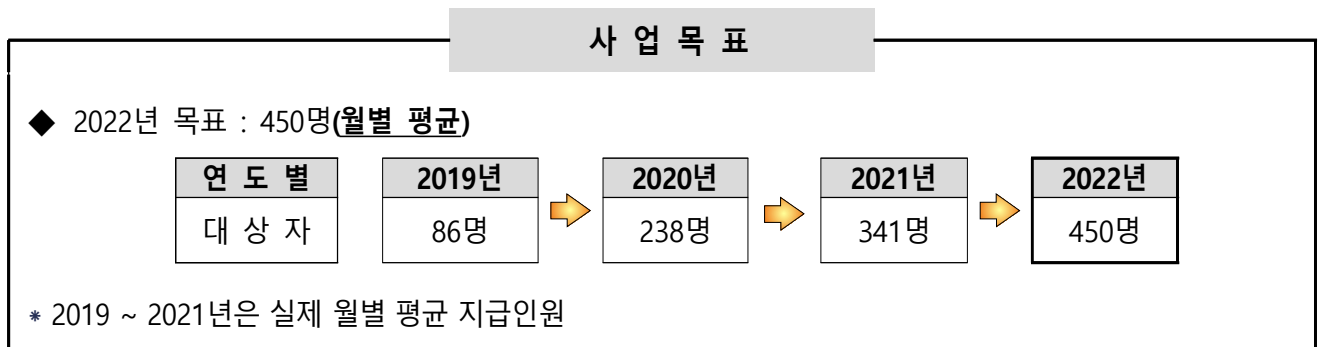 사 업 목 표
◆ 2022년 목표 : 450명(월별 평균)
연 도 별 2019년 2020년 2021년 2022년
대 상 자 86명 238명 341명 450명
* 2019 ~ 2021년은 실제 월별 평균 지급인원